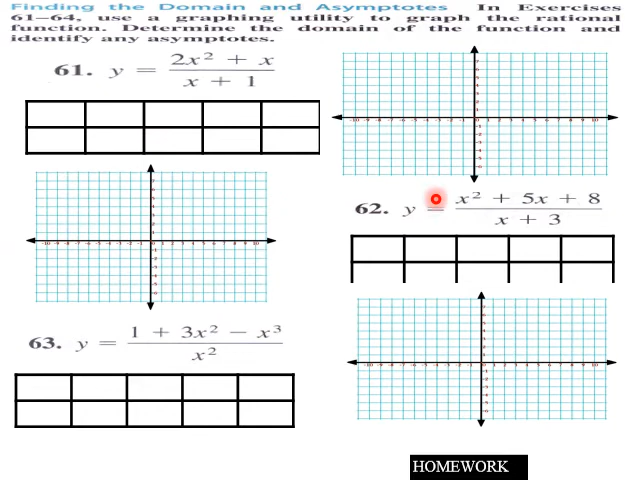 Finding the Domain and Asymptotes In Exercises
61–64, use a graphing utility to graph the rational
function. Determine the domain of the function and
identify any asymptotes.
61. y = (2x² + x)/(x + 1)
62. y = (x² + 5x + 8)/(x + 3)
63. y = (1 + 3x² − x³)/x²
HOMEWORK